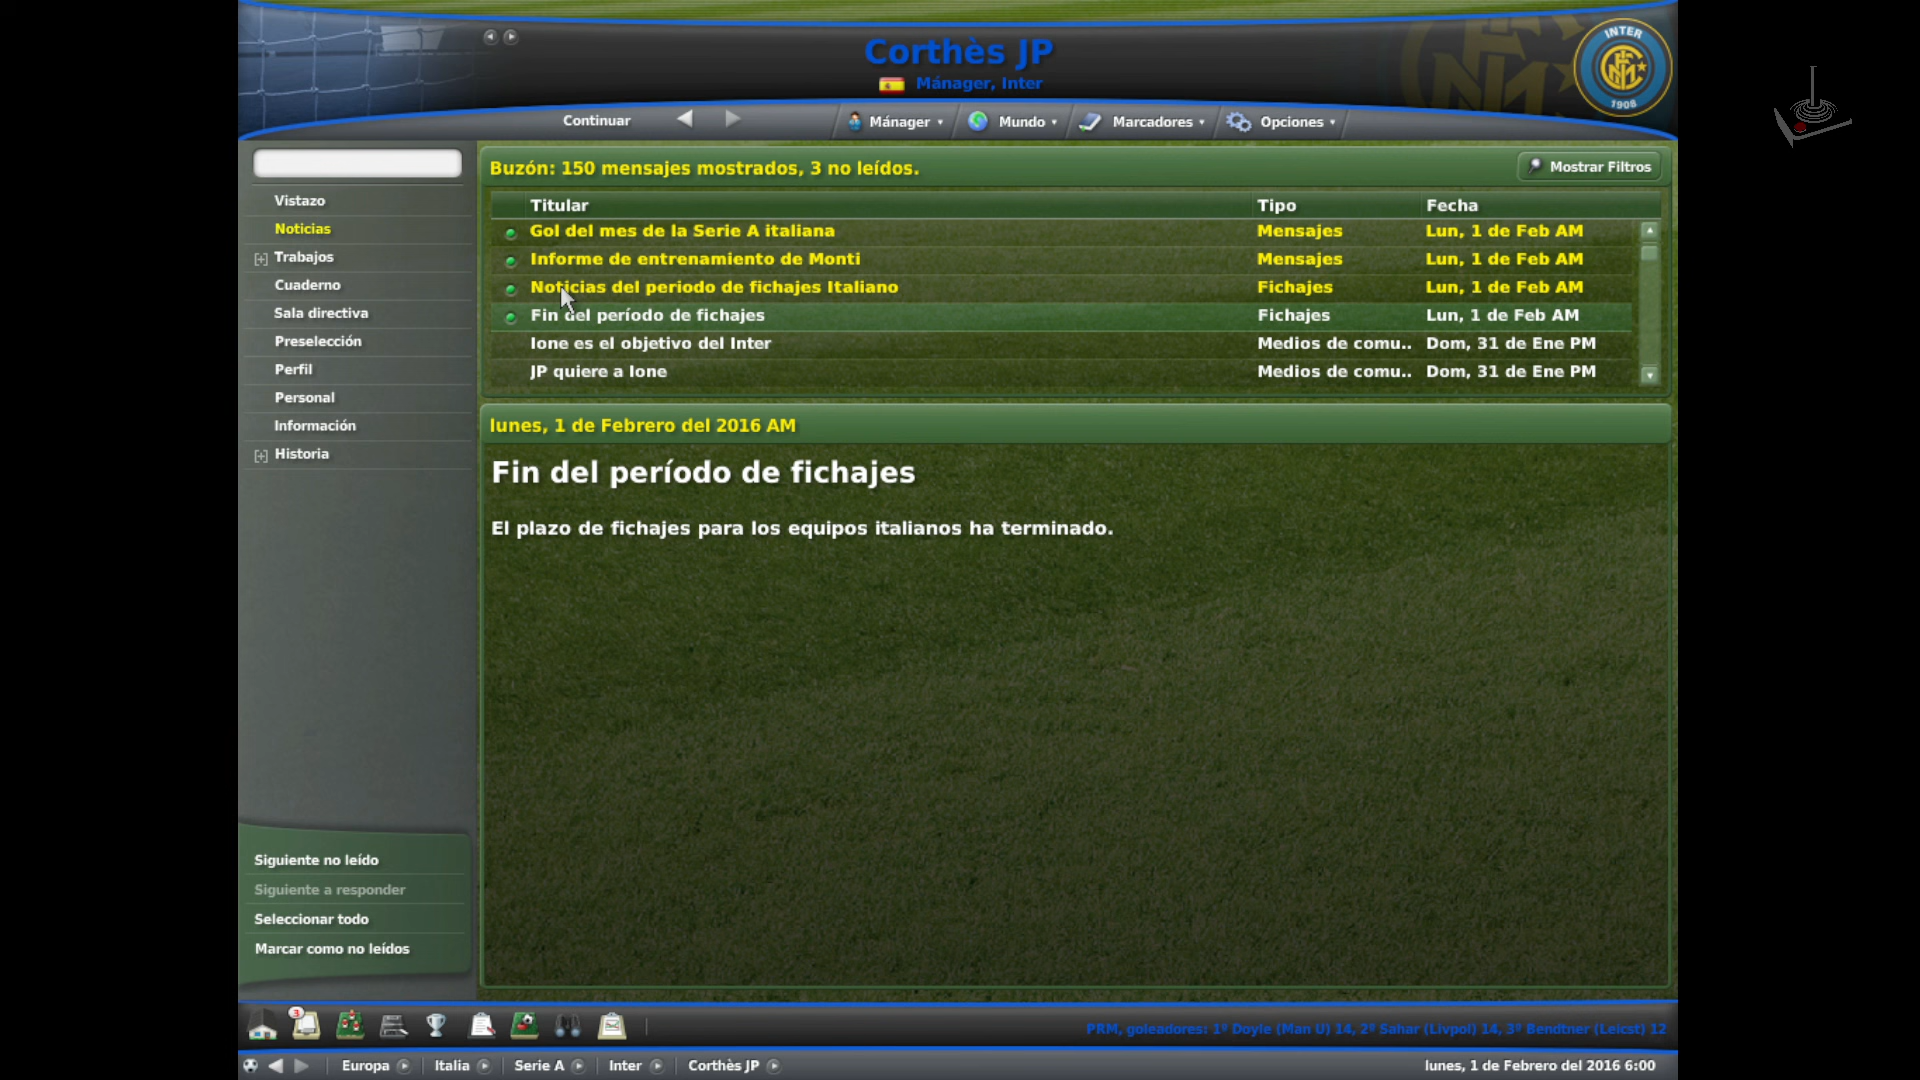 Corthès JP
Mánager, Inter
INTER
1908
Continuar
Mánager
Mundo
Marcadores
Opciones
Buzón: 150 mensajes mostrados, 3 no leídos.
Mostrar Filtros
Titular Tipo Fecha
Gol del mes de la Serie A italiana Mensajes Lun, 1 de Feb AM
Informe de entrenamiento de Monti Mensajes Lun, 1 de Feb AM
Noticias del periodo de fichajes Italiano Fichajes Lun, 1 de Feb AM
Fin del período de fichajes Fichajes Lun, 1 de Feb AM
Ione es el objetivo del Inter Medios de comu.. Dom, 31 de Ene PM
JP quiere a Ione Medios de comu.. Dom, 31 de Ene PM
Vistazo
Noticias
[+] Trabajos
Cuaderno
Sala directiva
Preselección
Perfil
Personal
Información
[+] Historia
lunes, 1 de Febrero del 2016 AM
Fin del período de fichajes
El plazo de fichajes para los equipos italianos ha terminado.
Siguiente no leído
Siguiente a responder
Seleccionar todo
Marcar como no leídos
3
PRM, goleadores: 1º Doyle (Man U) 14, 2º Sahar (Livpol) 14, 3º Bendtner (Leicst) 12
Europa
Italia
Serie A
Inter
Corthès JP
lunes, 1 de Febrero del 2016 6:00